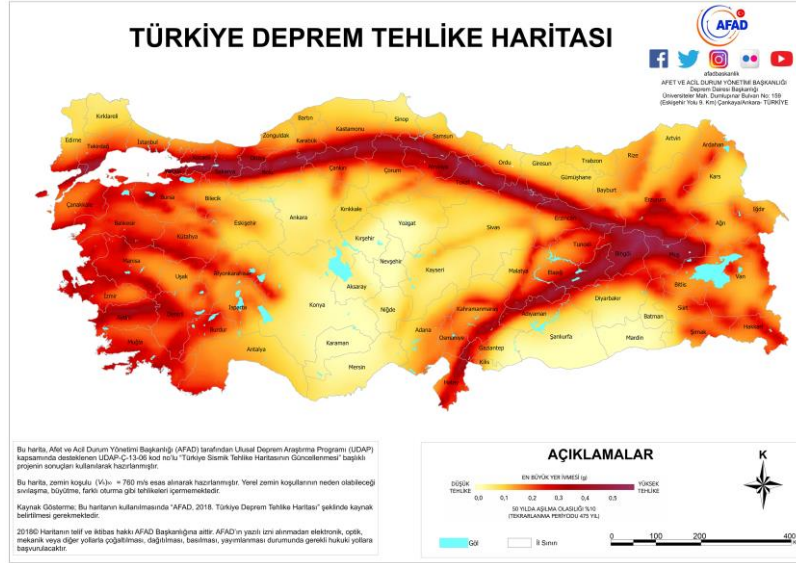 TÜRKİYE DEPREM TEHLİKE HARİTASI
AFAD
afadbaskanlik
AFET VE ACİL DURUM YÖNETİMİ BAŞKANLIĞI
Deprem Dairesi Başkanlığı
Üniversiteler Mah. Dumlupınar Bulvarı No: 159
(Eskişehir Yolu 9. Km) Çankaya/Ankara- TÜRKİYE
Kırklareli
Edirne
Tekirdağ
İstanbul
Zonguldak
Bartın
Karabük
Kastamonu
Sinop
Samsun
Ordu
Giresun
Trabzon
Rize
Artvin
Ardahan
Kars
Gümüşhane
Bayburt
Erzurum
Iğdır
Ağrı
Çanakkale
Balıkesir
Bursa
Bilecik
Eskişehir
Ankara
Çankırı
Çorum
Kırıkkale
Yozgat
Sivas
Erzincan
Tunceli
Bingöl
Muş
Kütahya
Manisa
Uşak
Afyonkarahisar
Kırşehir
Nevşehir
Kayseri
Malatya
Elazığ
Bitlis
Van
İzmir
Aydın
Denizli
Isparta
Burdur
Konya
Aksaray
Niğde
Kahramanmaraş
Adıyaman
Diyarbakır
Batman
Siirt
Şırnak
Hakkari
Muğla
Antalya
Karaman
Mersin
Adana
Osmaniye
Gaziantep
Kilis
Hatay
Şanlıurfa
Mardin
Bu harita, Afet ve Acil Durum Yönetimi Başkanlığı (AFAD) tarafından Ulusal Deprem Araştırma Programı (UDAP)
kapsamında desteklenen UDAP-Ç-13-06 kod no'lu "Türkiye Sismik Tehlike Haritasının Güncellenmesi" başlıklı
projenin sonuçları kullanılarak hazırlanmıştır.
Bu harita, zemin koşulu (Vs)30 = 760 m/s esas alınarak hazırlanmıştır. Yerel zemin koşullarının neden olabileceği
sıvılaşma, büyütme, farklı oturma gibi tehlikeleri içermemektedir.
Kaynak Gösterme; Bu haritanın kullanılmasında "AFAD, 2018. Türkiye Deprem Tehlike Haritası" şeklinde kaynak
belirtilmesi gerekmektedir.
2018© Haritanın telif ve iktibas hakkı AFAD Başkanlığına aittir. AFAD'ın yazılı izni alınmadan elektronik, optik,
mekanik veya diğer yollarla çoğaltılması, dağıtılması, basılması, yayımlanması durumunda gerekli hukuki yollara
başvurulacaktır.
AÇIKLAMALAR
EN BÜYÜK YER İVMESİ (g)
DÜŞÜK TEHLİKE
YÜKSEK TEHLİKE
0,0 0,1 0,2 0,3 0,4 0,5 0,6 0,7
50 YILDA AŞILMA OLASILIĞI %10
(TEKRARLANMA PERİYODU 475 YIL)
Göl
İl Sınırı
K
0 100 200 400